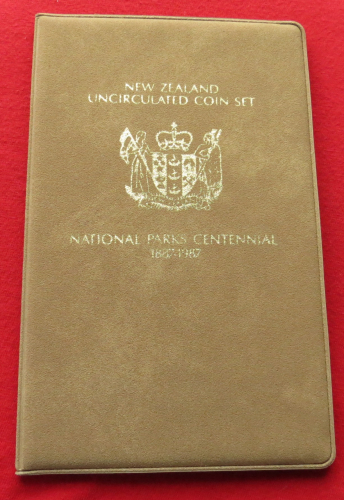 NEW ZEALAND
UNCIRCULATED COIN SET
NATIONAL PARKS CENTENNIAL
1887-1987